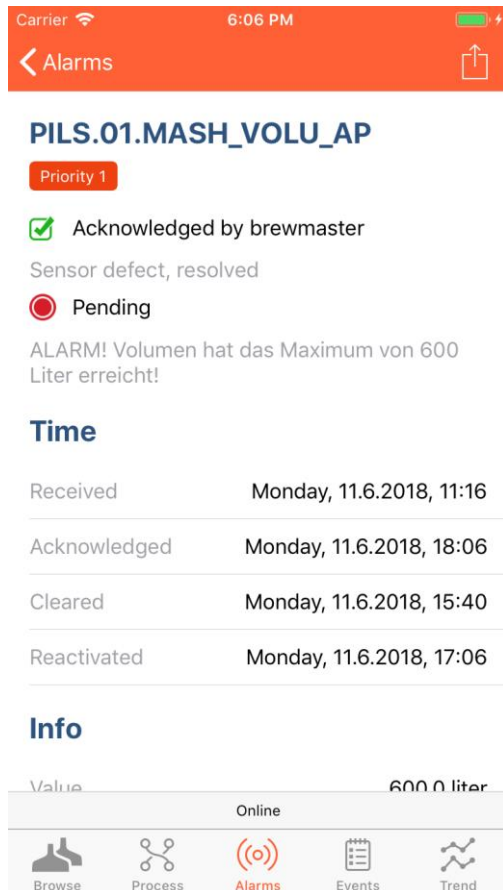 Carrier 6:06 PM
Alarms
PILS.01.MASH_VOLU_AP
Priority 1
Acknowledged by brewmaster
Sensor defect, resolved
Pending
ALARM! Volumen hat das Maximum von 600
Liter erreicht!
Time
Received Monday, 11.6.2018, 11:16
Acknowledged Monday, 11.6.2018, 18:06
Cleared Monday, 11.6.2018, 15:40
Reactivated Monday, 11.6.2018, 17:06
Info
Value 600.0 liter
Online
Browse Process Alarms Events Trend